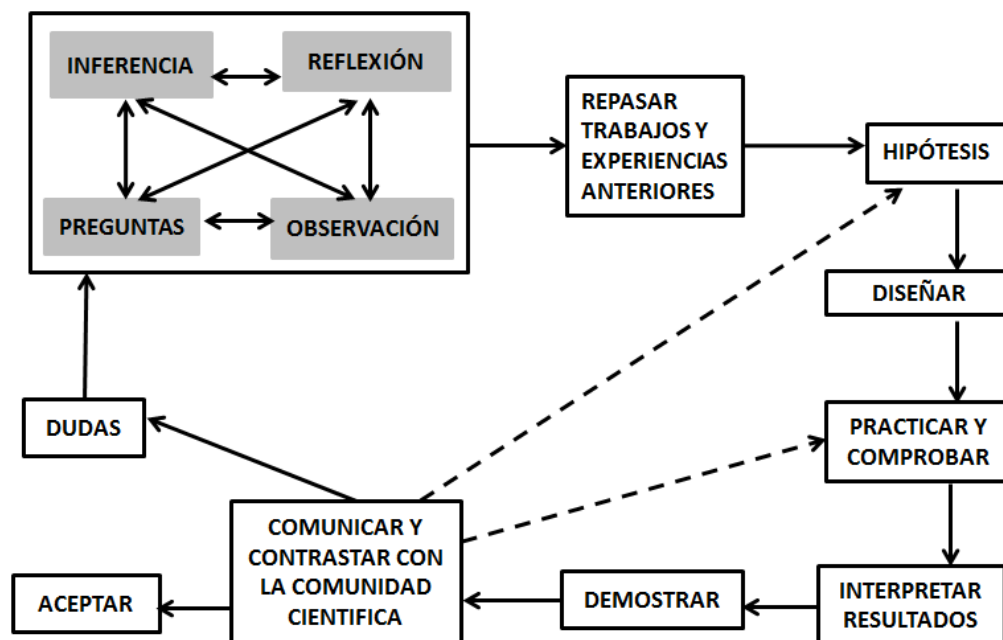 INFERENCIA
REFLEXIÓN
PREGUNTAS
OBSERVACIÓN
REPASAR
TRABAJOS Y
EXPERIENCIAS
ANTERIORES
HIPÓTESIS
DISEÑAR
PRACTICAR Y
COMPROBAR
INTERPRETAR
RESULTADOS
DEMOSTRAR
COMUNICAR Y
CONTRASTAR CON
LA COMUNIDAD
CIENTIFICA
DUDAS
ACEPTAR